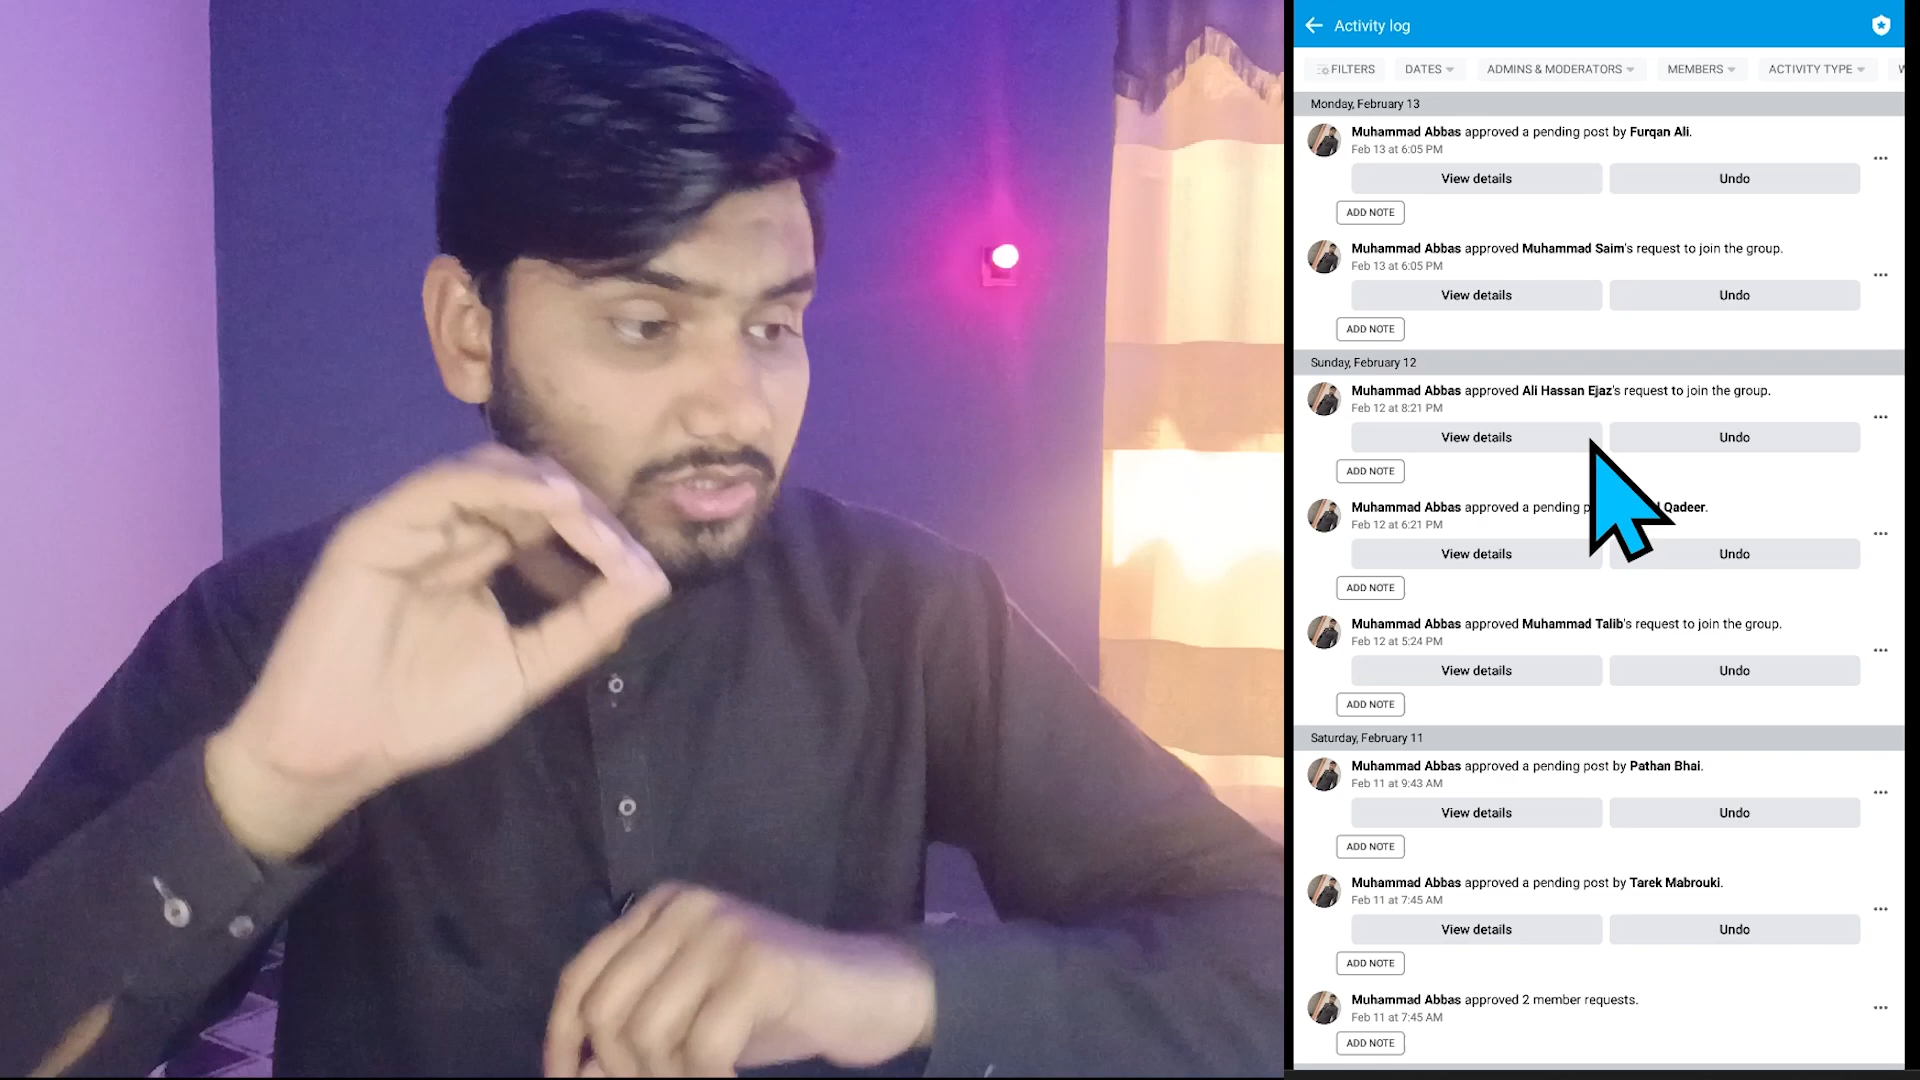 Activity log
FILTERS DATES ADMINS & MODERATORS MEMBERS ACTIVITY TYPE
Monday, February 13
Muhammad Abbas approved a pending post by Furqan Ali.
Feb 13 at 6:05 PM
View details Undo
ADD NOTE
Muhammad Abbas approved Muhammad Saim's request to join the group.
Feb 13 at 6:05 PM
View details Undo
ADD NOTE
Sunday, February 12
Muhammad Abbas approved Ali Hassan Ejaz's request to join the group.
Feb 12 at 8:21 PM
View details Undo
ADD NOTE
Muhammad Abbas approved a pending Qadeer.
Feb 12 at 6:21 PM
View details Undo
ADD NOTE
Muhammad Abbas approved Muhammad Talib's request to join the group.
Feb 12 at 5:24 PM
View details Undo
ADD NOTE
Saturday, February 11
Muhammad Abbas approved a pending post by Pathan Bhai.
Feb 11 at 9:43 AM
View details Undo
ADD NOTE
Muhammad Abbas approved a pending post by Tarek Mabrouki.
Feb 11 at 7:45 AM
View details Undo
ADD NOTE
Muhammad Abbas approved 2 member requests.
Feb 11 at 7:45 AM
ADD NOTE